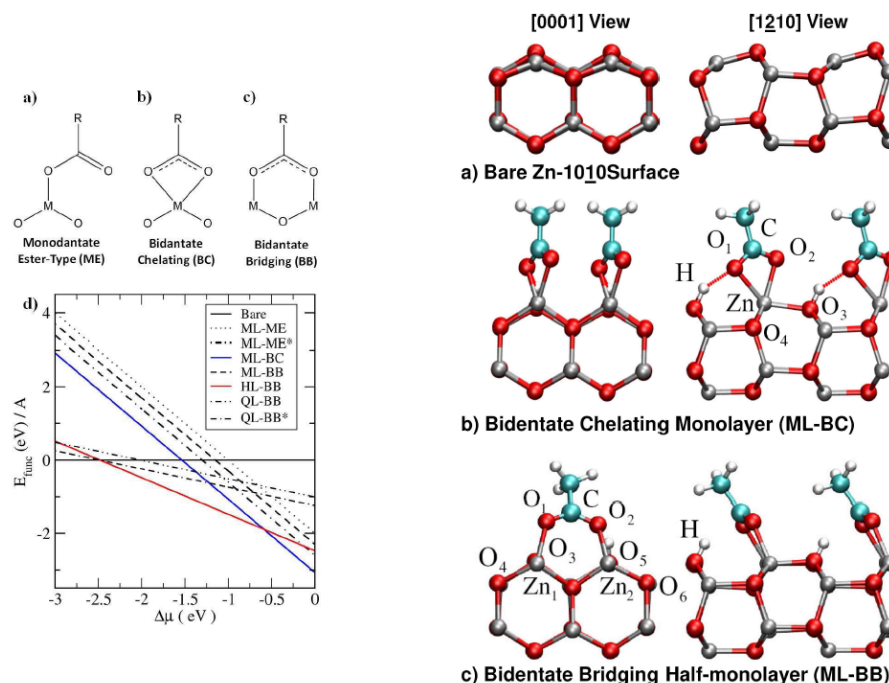 a)
b)
c)
R
R
R
O
O
O
O
O
O
M
M
M
M
O
O
O
O
O
Monodantate
Ester-Type (ME)
Bidantate
Chelating (BC)
Bidantate
Bridging (BB)
d)
4
2
0
-2
E_func (eV) / A
-3
-2.5
-2
-1.5
-1
-0.5
0
Δμ (eV)
Bare
ML-ME
ML-ME*
ML-BC
ML-BB
HL-BB
QL-BB
QL-BB*
[0001] View
[1210] View
a) Bare Zn-1010Surface
O1
C
O2
H
Zn
O3
O4
b) Bidentate Chelating Monolayer (ML-BC)
O1
C
O2
O4
O3
O5
Zn1
Zn2
O6
H
c) Bidentate Bridging Half-monolayer (ML-BB)